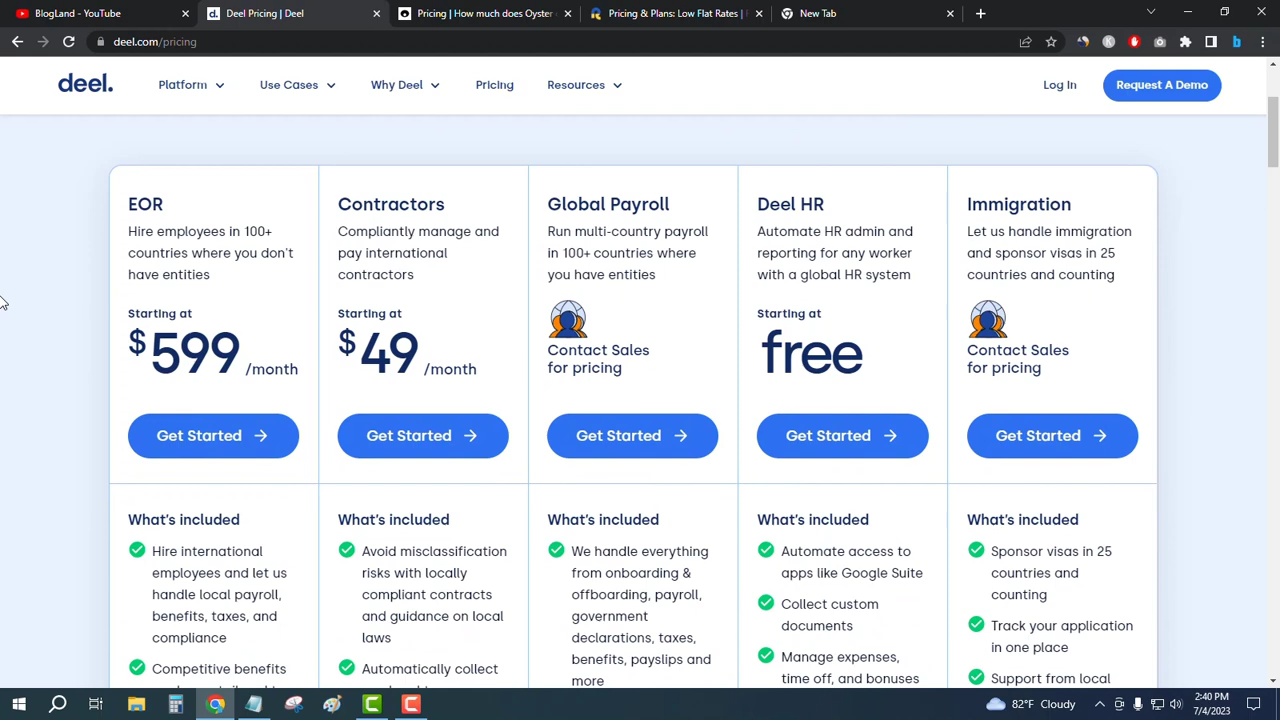 BlogLand - YouTube
d. Deel Pricing | Deel
Pricing | How much does Oyster
Pricing & Plans: Low Flat Rates |
New Tab
deel.com/pricing
deel.
Platform
Use Cases
Why Deel
Pricing
Resources
Log In
Request A Demo
EOR
Hire employees in 100+
countries where you don't
have entities
Starting at
$599 /month
Get Started
What's included
Hire international
employees and let us
handle local payroll,
benefits, taxes, and
compliance
Competitive benefits
Contractors
Compliantly manage and
pay international
contractors
Starting at
$49 /month
Get Started
What's included
Avoid misclassification
risks with locally
compliant contracts
and guidance on local
laws
Automatically collect
Global Payroll
Run multi-country payroll
in 100+ countries where
you have entities
Contact Sales
for pricing
Get Started
What's included
We handle everything
from onboarding &
offboarding, payroll,
government
declarations, taxes,
benefits, payslips and
more
Deel HR
Automate HR admin and
reporting for any worker
with a global HR system
Starting at
free
Get Started
What's included
Automate access to
apps like Google Suite
Collect custom
documents
Manage expenses,
time off, and bonuses
Immigration
Let us handle immigration
and sponsor visas in 25
countries and counting
Contact Sales
for pricing
Get Started
What's included
Sponsor visas in 25
countries and
counting
Track your application
in one place
Support from local
82°F Cloudy
2:40 PM
7/4/2023